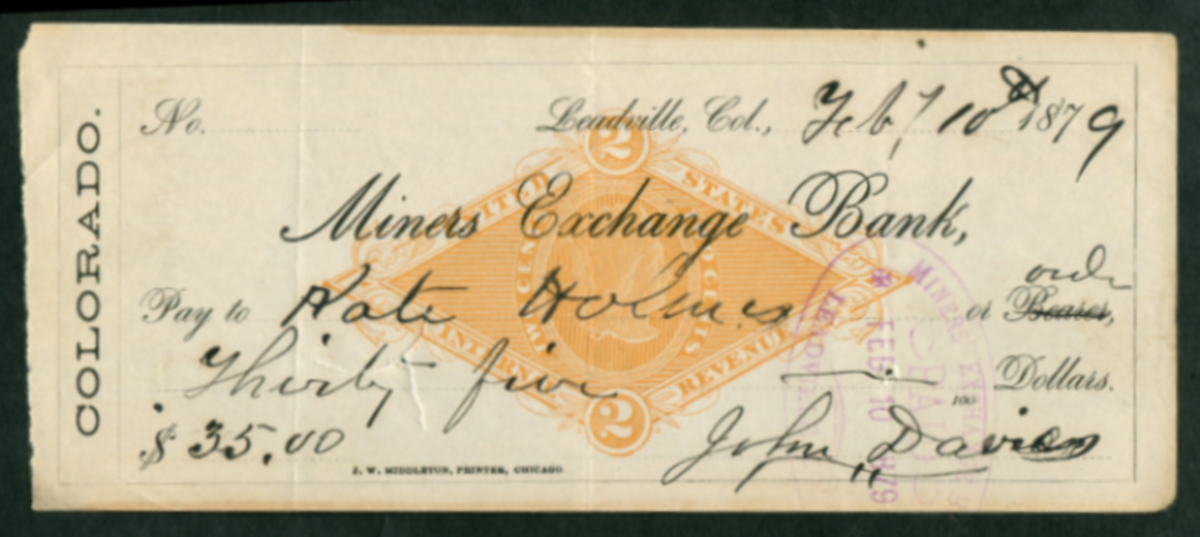 COLORADO.
No. Leadville, Col., Feb 10th 1879
Miners Exchange Bank,
Pay to Kate Holmes or Bearer, order
Thirty five Dollars.
100
$ 35.00 John Davies
J. W. MIDDLETON, PRINTER, CHICAGO
2
UNITED STATES
TWO CENTS
INTERNAL REVENUE
2
MINERS EXCHANGE B
PAID
FEB 10 1879
LEADVILLE